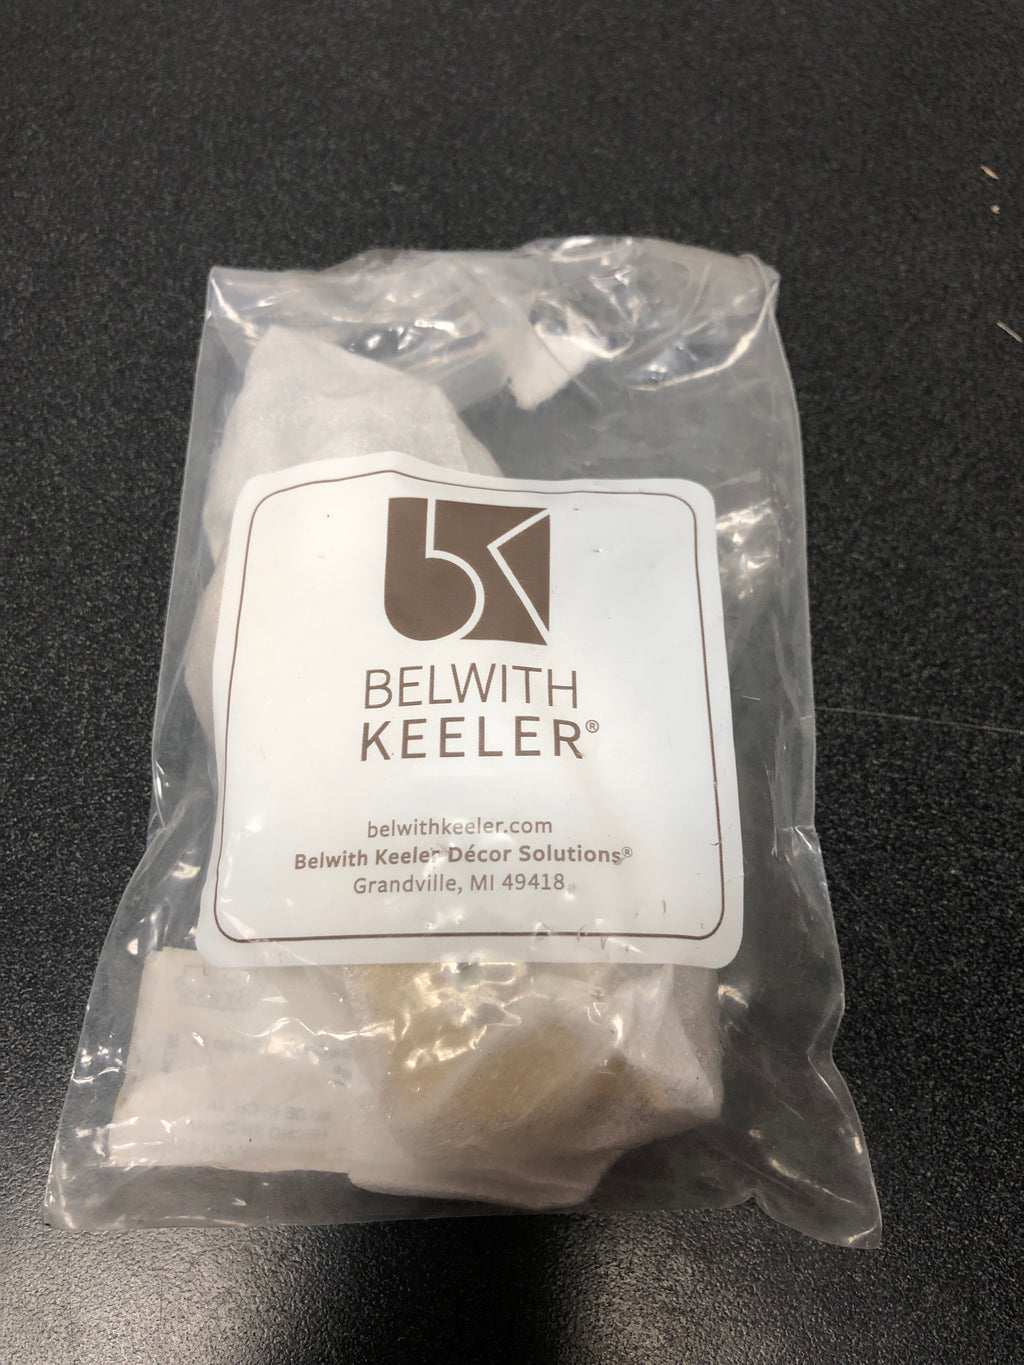 BELWITH
KEELER®
belwithkeeler.com
Belwith Keeler Décor Solutions®
Grandville, MI 49418